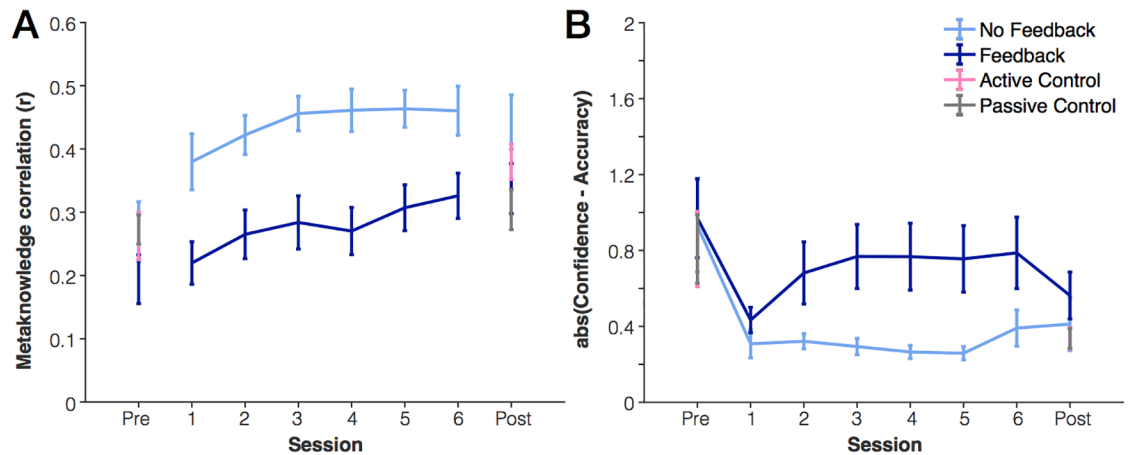 A
Metaknowledge correlation (r)
0.6
0.5
0.4
0.3
0.2
0.1
0
Pre 1 2 3 4 5 6 Post
Session
B
abs(Confidence - Accuracy)
2
1.6
1.2
0.8
0.4
0
Pre 1 2 3 4 5 6 Post
Session
No Feedback
Feedback
Active Control
Passive Control